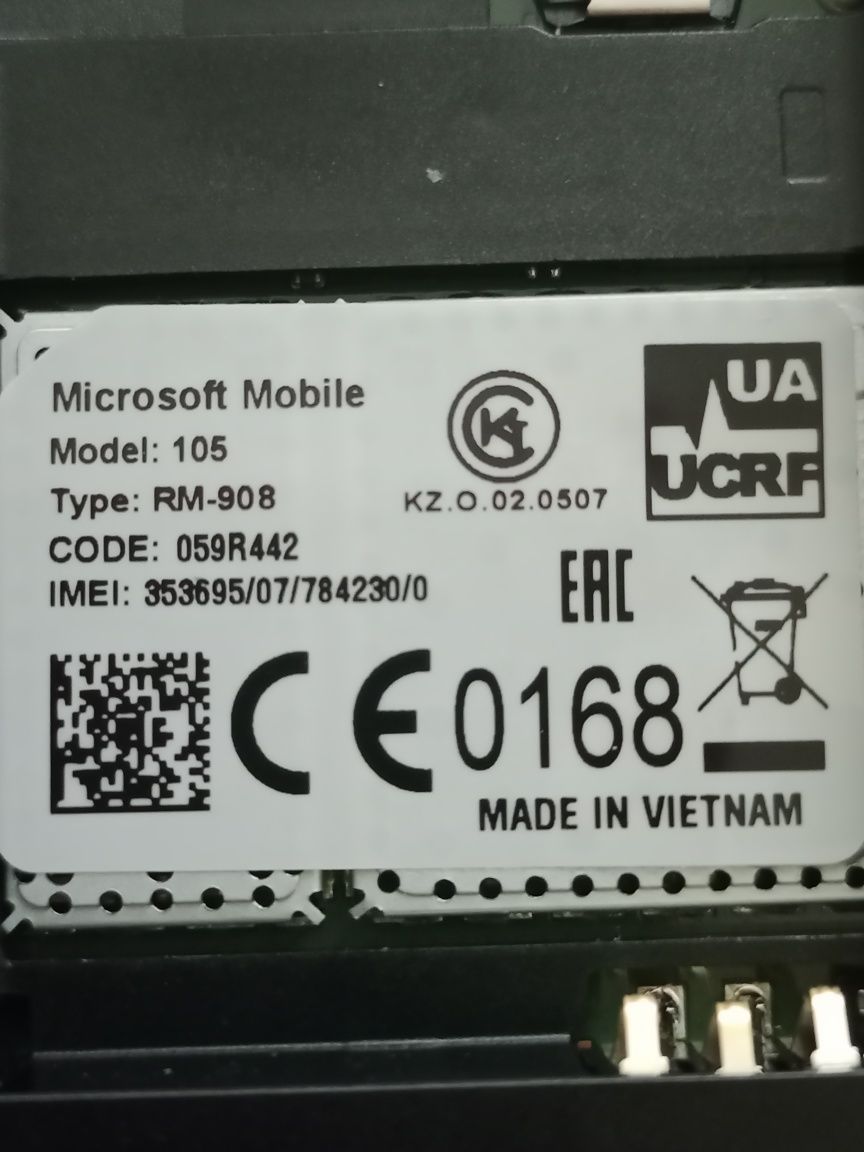 Microsoft Mobile
Model: 105
Type: RM-908
CODE: 059R442
IMEI: 353695/07/784230/0
KZ.O.02.0507
UA
UCRF
EAC
CE 0168
MADE IN VIETNAM